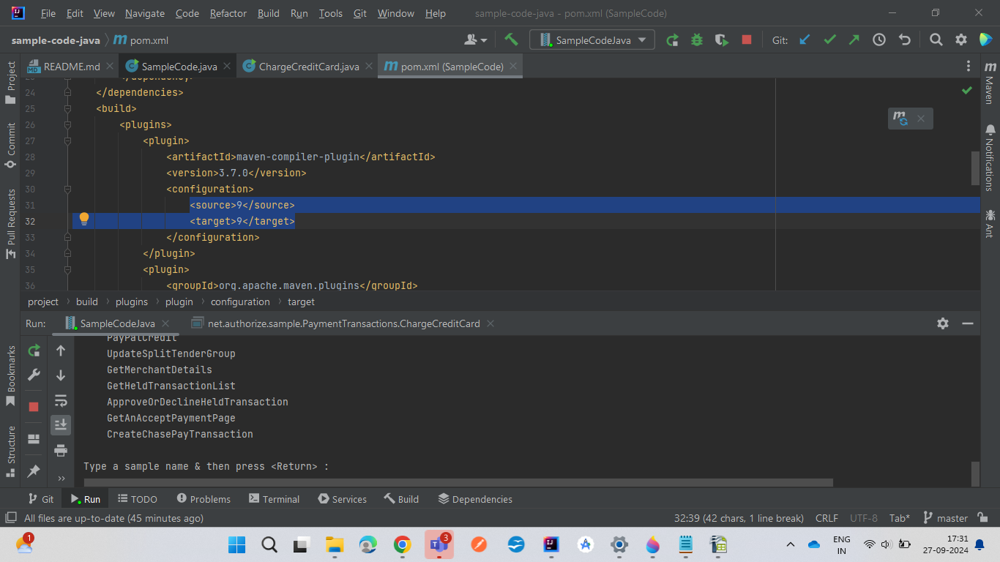 File Edit View Navigate Code Refactor Build Run Tools Git Window Help sample-code-java - pom.xml (SampleCode)
sample-code-java m pom.xml SampleCodeJava Git:
README.md SampleCode.java ChargeCreditCard.java pom.xml (SampleCode)
24 </dependencies>
25 <build>
26 <plugins>
27 <plugin>
28 <artifactId>maven-compiler-plugin</artifactId>
29 <version>3.7.0</version>
30 <configuration>
31 <source>9</source>
32 <target>9</target>
33 </configuration>
34 </plugin>
35 <plugin>
36 <groupId>org.apache.maven.plugins</groupId>
project build plugins plugin configuration target
Run: SampleCodeJava net.authorize.sample.PaymentTransactions.ChargeCreditCard
PayPalCredit
UpdateSplitTenderGroup
GetMerchantDetails
GetHeldTransactionList
ApproveOrDeclineHeldTransaction
GetAnAcceptPaymentPage
CreateChasePayTransaction
Type a sample name & then press <Return> :
Project
Commit
Pull Requests
Bookmarks
Structure
Maven
Notifications
Ant
Git Run TODO Problems Terminal Services Build Dependencies
All files are up-to-date (45 minutes ago) 32:39 (42 chars, 1 line break) CRLF UTF-8 Tab* master
1 3 ENG 17:31
IN 27-09-2024